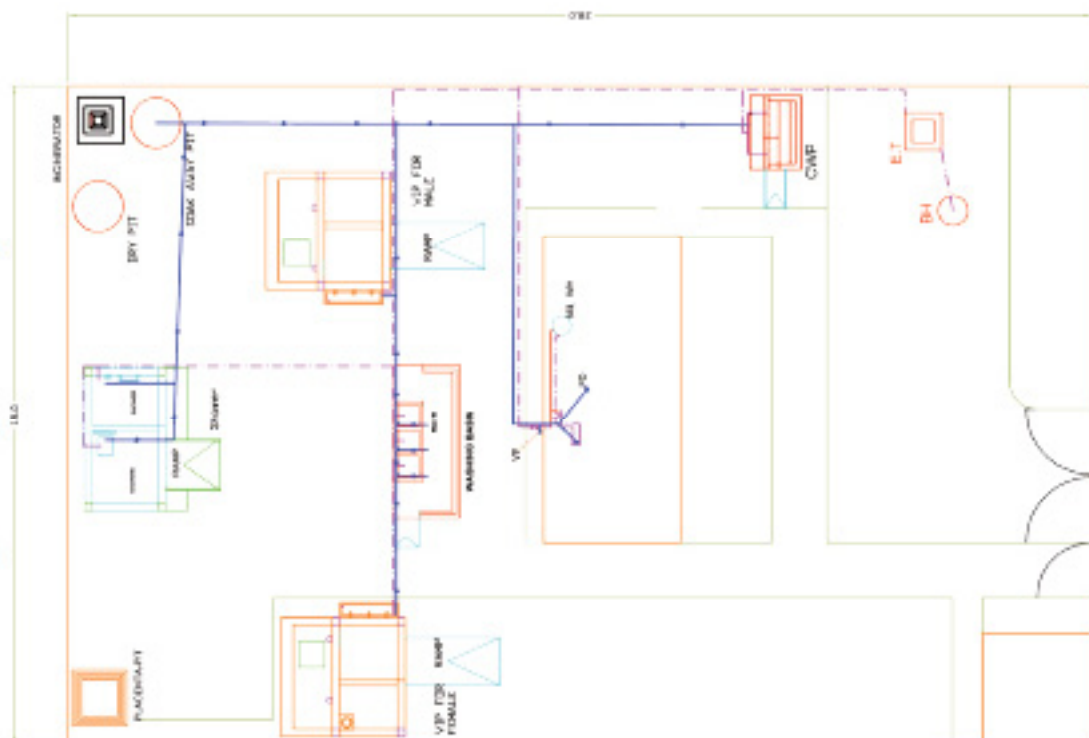 INCINERATOR
SOAK AWAY PIT
DRY PIT
VIP FOR
MALE
RAMP
CWP
E.T
BH
SHOWER
RAMP
WASHING BASIN
VP
FD
PLACENTA PIT
RAMP
VIP FOR
FEMALE